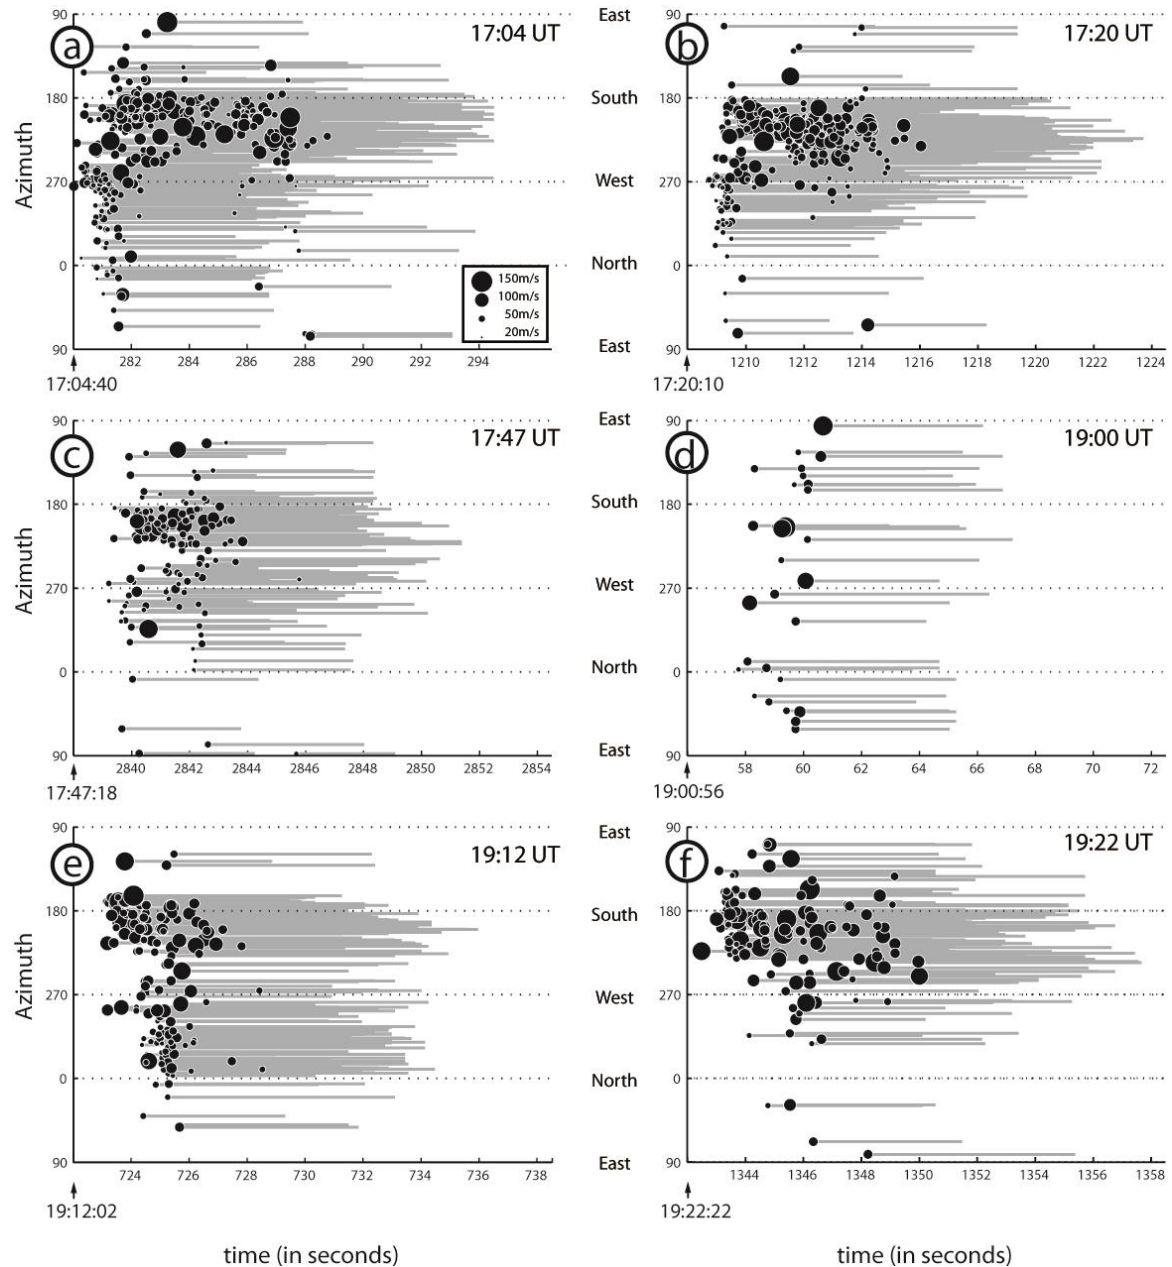 90
East
90
a
17:04 UT
b
17:20 UT
180
South
180
Azimuth
270
West
270
0
North
0
150m/s
100m/s
50m/s
20m/s
90
East
90
282 284 286 288 290 292 294
1210 1212 1214 1216 1218 1220 1222 1224
17:04:40
17:20:10
90
East
90
c
17:47 UT
d
19:00 UT
180
South
180
Azimuth
270
West
270
0
North
0
90
East
90
2840 2842 2844 2846 2848 2850 2852 2854
58 60 62 64 66 68 70 72
17:47:18
19:00:56
90
East
90
e
19:12 UT
f
19:22 UT
180
South
180
Azimuth
270
West
270
0
North
0
90
East
90
724 726 728 730 732 734 736 738
1344 1346 1348 1350 1352 1354 1356 1358
19:12:02
19:22:22
time (in seconds)
time (in seconds)